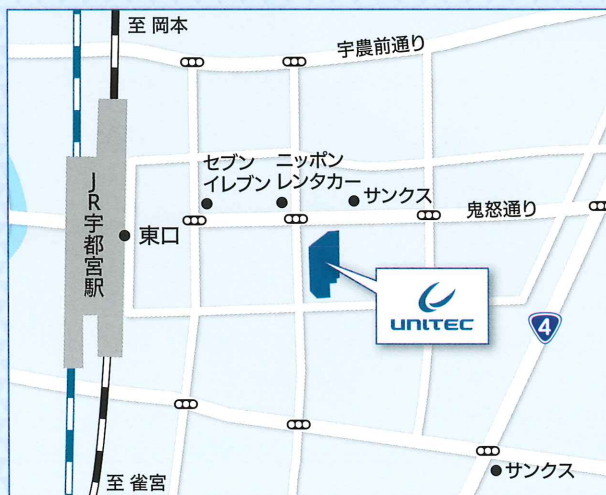 至 岡本
宇農前通り
セブン
イレブン
ニッポン
レンタカー
サンクス
鬼怒通り
JR宇都宮駅
東口
UNITEC
4
サンクス
至 雀宮